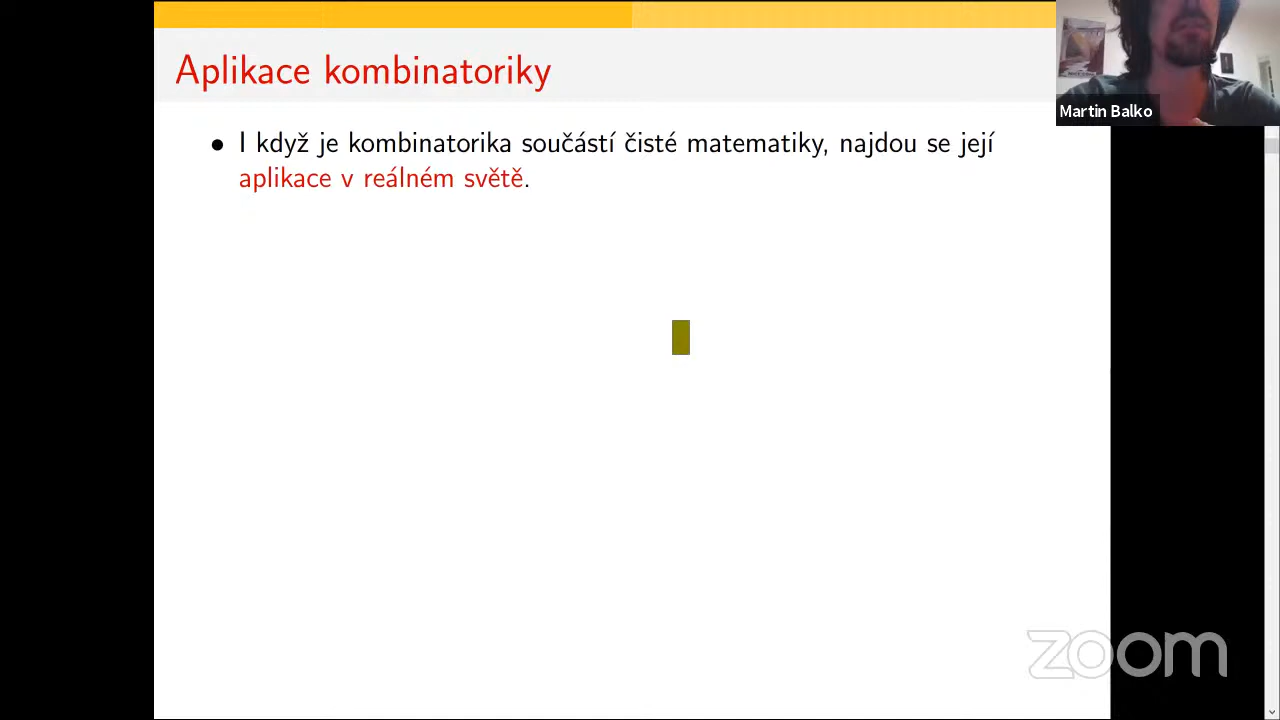 Aplikace kombinatoriky
Martin Balko
• I když je kombinatorika součástí čisté matematiky, najdou se její
aplikace v reálném světě.
zoom